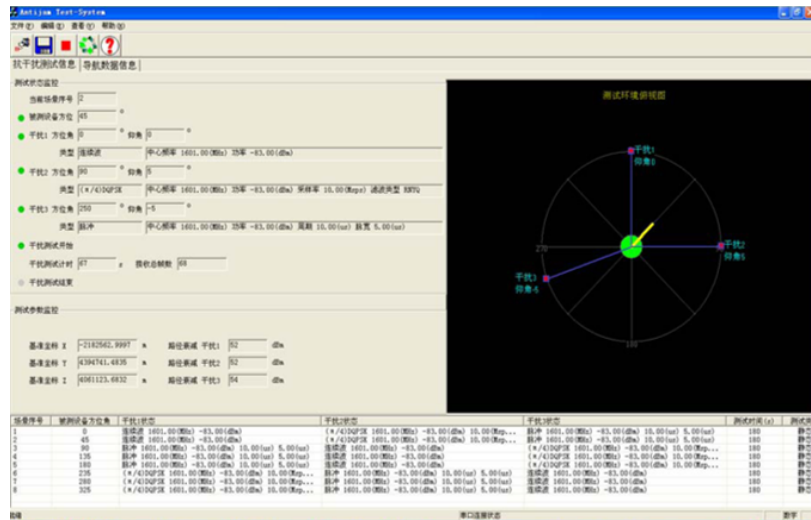 Antijam Test-System
文件(F) 编辑(E) 查看(V) 帮助(H)
抗干扰测试信息 导航数据信息
测试状态监控
当前场景序号 2
被测设备方位 45 °
干扰1 方位角 0 ° 仰角 0 °
类型 连续波 中心频率 1601.00(MHz) 功率 -83.00(dBm)
干扰2 方位角 90 ° 仰角 5 °
类型 (π/4)DQPSK 中心频率 1601.00(MHz) 功率 -83.00(dBm) 采样率 10.00(Msps) 滤波类型 RNYQ
干扰3 方位角 250 ° 仰角 -5 °
类型 脉冲 中心频率 1601.00(MHz) 功率 -83.00(dBm) 周期 10.00(us) 脉宽 5.00(us)
干扰测试开始
干扰测试计时 67 s 接收总帧数 68
干扰测试结束
测试参数监控
基准坐标 X -2182562.9997 m 路径衰减 干扰1 52 dBm
基准坐标 Y 4394741.4835 m 路径衰减 干扰2 52 dBm
基准坐标 Z 4061123.6832 m 路径衰减 干扰3 54 dBm
测试环境俯视图
干扰1
仰角0
270
干扰2
仰角5
干扰3
仰角-5
180
场景序号 被测设备方位角 干扰1状态 干扰2状态 干扰3状态 测试时间(s)
1 0 连续波 1601.00(MHz) -83.00(dBm) (π/4)DQPSK 1601.00(MHz) -83.00(dBm) 10.00(Msp... 脉冲 1601.00(MHz) -83.00(dBm) 10.00(us) 5.00(us) 180 静态
2 45 连续波 1601.00(MHz) -83.00(dBm) (π/4)DQPSK 1601.00(MHz) -83.00(dBm) 10.00(Msp... 脉冲 1601.00(MHz) -83.00(dBm) 10.00(us) 5.00(us) 180 静态
3 90 脉冲 1601.00(MHz) -83.00(dBm) 10.00(us) 5.00(us) 连续波 1601.00(MHz) -83.00(dBm) (π/4)DQPSK 1601.00(MHz) -83.00(dBm) 10.00(Msp... 180 静态
4 135 脉冲 1601.00(MHz) -83.00(dBm) 10.00(us) 5.00(us) 连续波 1601.00(MHz) -83.00(dBm) (π/4)DQPSK 1601.00(MHz) -83.00(dBm) 10.00(Msp... 180 静态
5 180 脉冲 1601.00(MHz) -83.00(dBm) 10.00(us) 5.00(us) 连续波 1601.00(MHz) -83.00(dBm) (π/4)DQPSK 1601.00(MHz) -83.00(dBm) 10.00(Msp... 180 静态
6 235 (π/4)DQPSK 1601.00(MHz) -83.00(dBm) 10.00(Msp... 脉冲 1601.00(MHz) -83.00(dBm) 10.00(us) 5.00(us) 连续波 1601.00(MHz) -83.00(dBm) 180 静态
7 280 (π/4)DQPSK 1601.00(MHz) -83.00(dBm) 10.00(Msp... 脉冲 1601.00(MHz) -83.00(dBm) 10.00(us) 5.00(us) 连续波 1601.00(MHz) -83.00(dBm) 180 静态
8 325 (π/4)DQPSK 1601.00(MHz) -83.00(dBm) 10.00(Msp... 脉冲 1601.00(MHz) -83.00(dBm) 10.00(us) 5.00(us) 连续波 1601.00(MHz) -83.00(dBm) 180 静态
就绪 串口连接状态 数字